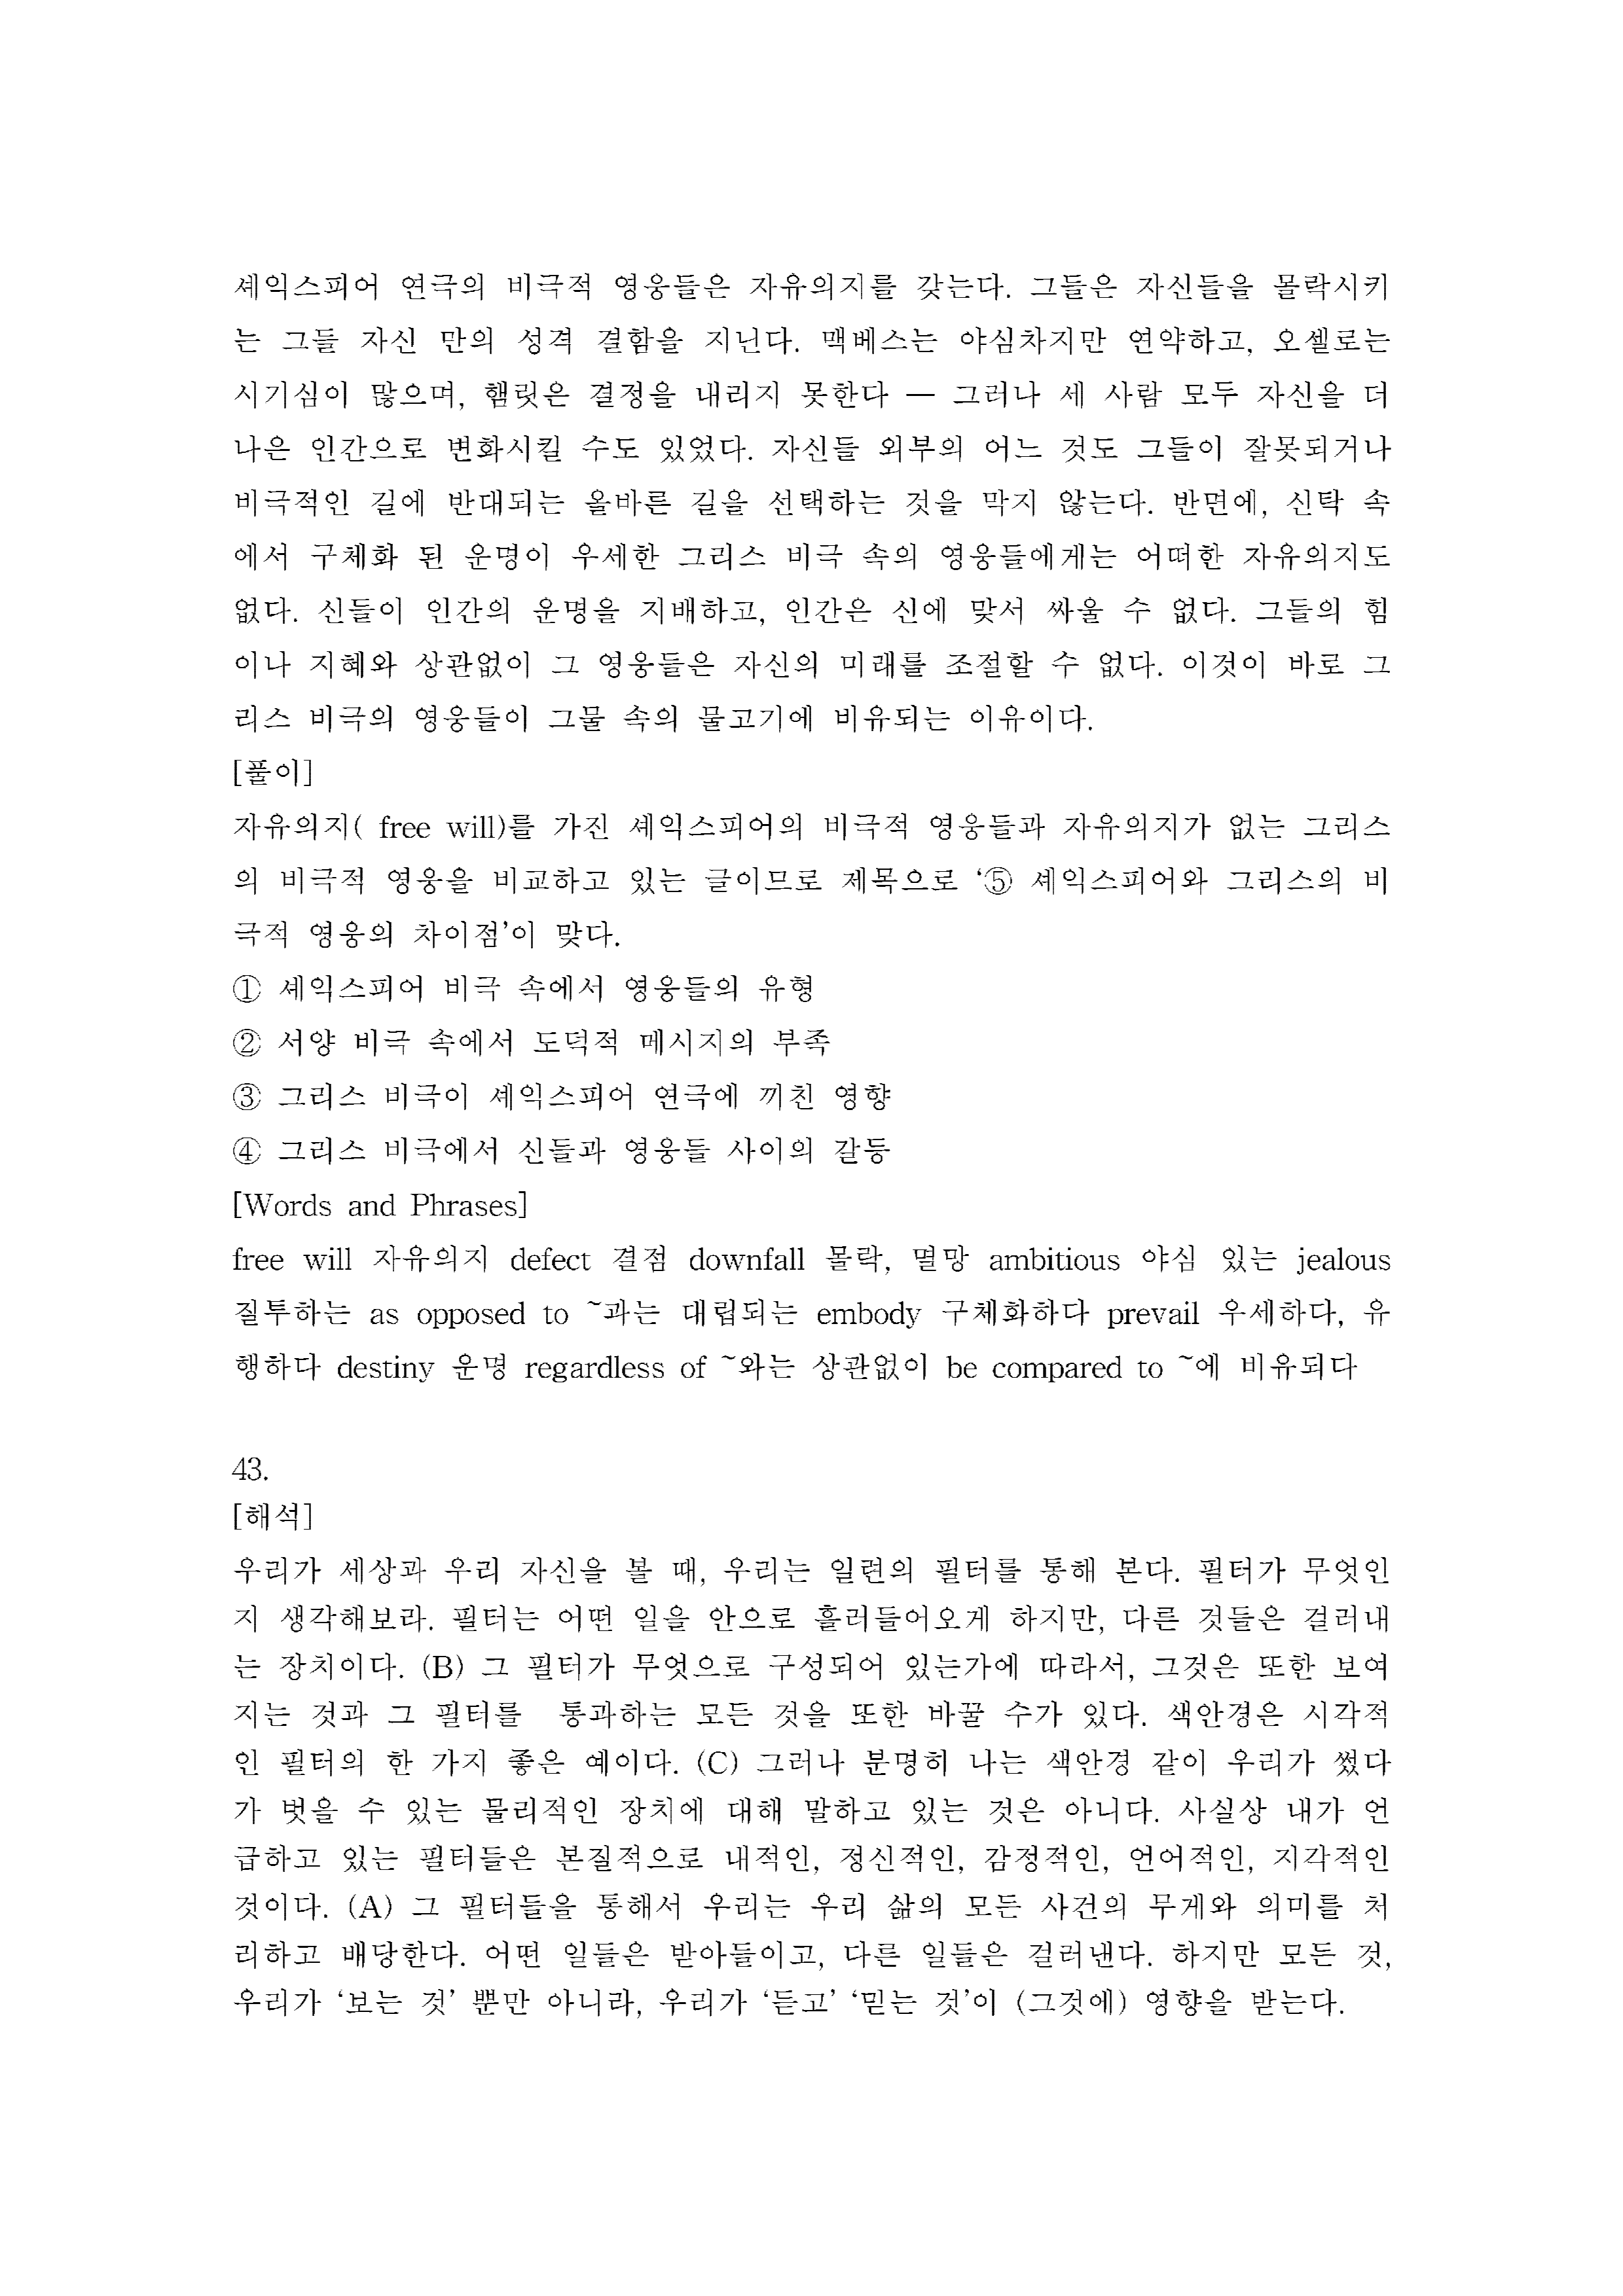 셰익스피어 연극의 비극적 영웅들은 자유의지를 갖는다. 그들은 자신들을 몰락시키
는 그들 자신 만의 성격 결함을 지닌다. 맥베스는 야심차지만 연약하고, 오셀로는
시기심이 많으며, 햄릿은 결정을 내리지 못한다 — 그러나 세 사람 모두 자신을 더
나은 인간으로 변화시킬 수도 있었다. 자신들 외부의 어느 것도 그들이 잘못되거나
비극적인 길에 반대되는 올바른 길을 선택하는 것을 막지 않는다. 반면에, 신탁 속
에서 구체화 된 운명이 우세한 그리스 비극 속의 영웅들에게는 어떠한 자유의지도
없다. 신들이 인간의 운명을 지배하고, 인간은 신에 맞서 싸울 수 없다. 그들의 힘
이나 지혜와 상관없이 그 영웅들은 자신의 미래를 조절할 수 없다. 이것이 바로 그
리스 비극의 영웅들이 그물 속의 물고기에 비유되는 이유이다.
[풀이]
자유의지( free will)를 가진 셰익스피어의 비극적 영웅들과 자유의지가 없는 그리스
의 비극적 영웅을 비교하고 있는 글이므로 제목으로 ‘⑤ 셰익스피어와 그리스의 비
극적 영웅의 차이점’이 맞다.
① 셰익스피어 비극 속에서 영웅들의 유형
② 서양 비극 속에서 도덕적 메시지의 부족
③ 그리스 비극이 셰익스피어 연극에 끼친 영향
④ 그리스 비극에서 신들과 영웅들 사이의 갈등
[Words and Phrases]
free will 자유의지 defect 결점 downfall 몰락, 멸망 ambitious 야심 있는 jealous
질투하는 as opposed to ~과는 대립되는 embody 구체화하다 prevail 우세하다, 유
행하다 destiny 운명 regardless of ~와는 상관없이 be compared to ~에 비유되다
43.
[해석]
우리가 세상과 우리 자신을 볼 때, 우리는 일련의 필터를 통해 본다. 필터가 무엇인
지 생각해보라. 필터는 어떤 일을 안으로 흘러들어오게 하지만, 다른 것들은 걸러내
는 장치이다. (B) 그 필터가 무엇으로 구성되어 있는가에 따라서, 그것은 또한 보여
지는 것과 그 필터를 통과하는 모든 것을 또한 바꿀 수가 있다. 색안경은 시각적
인 필터의 한 가지 좋은 예이다. (C) 그러나 분명히 나는 색안경 같이 우리가 썼다
가 벗을 수 있는 물리적인 장치에 대해 말하고 있는 것은 아니다. 사실상 내가 언
급하고 있는 필터들은 본질적으로 내적인, 정신적인, 감정적인, 언어적인, 지각적인
것이다. (A) 그 필터들을 통해서 우리는 우리 삶의 모든 사건의 무게와 의미를 처
리하고 배당한다. 어떤 일들은 받아들이고, 다른 일들은 걸러낸다. 하지만 모든 것,
우리가 ‘보는 것’ 뿐만 아니라, 우리가 ‘듣고’ ‘믿는 것’이 (그것에) 영향을 받는다.